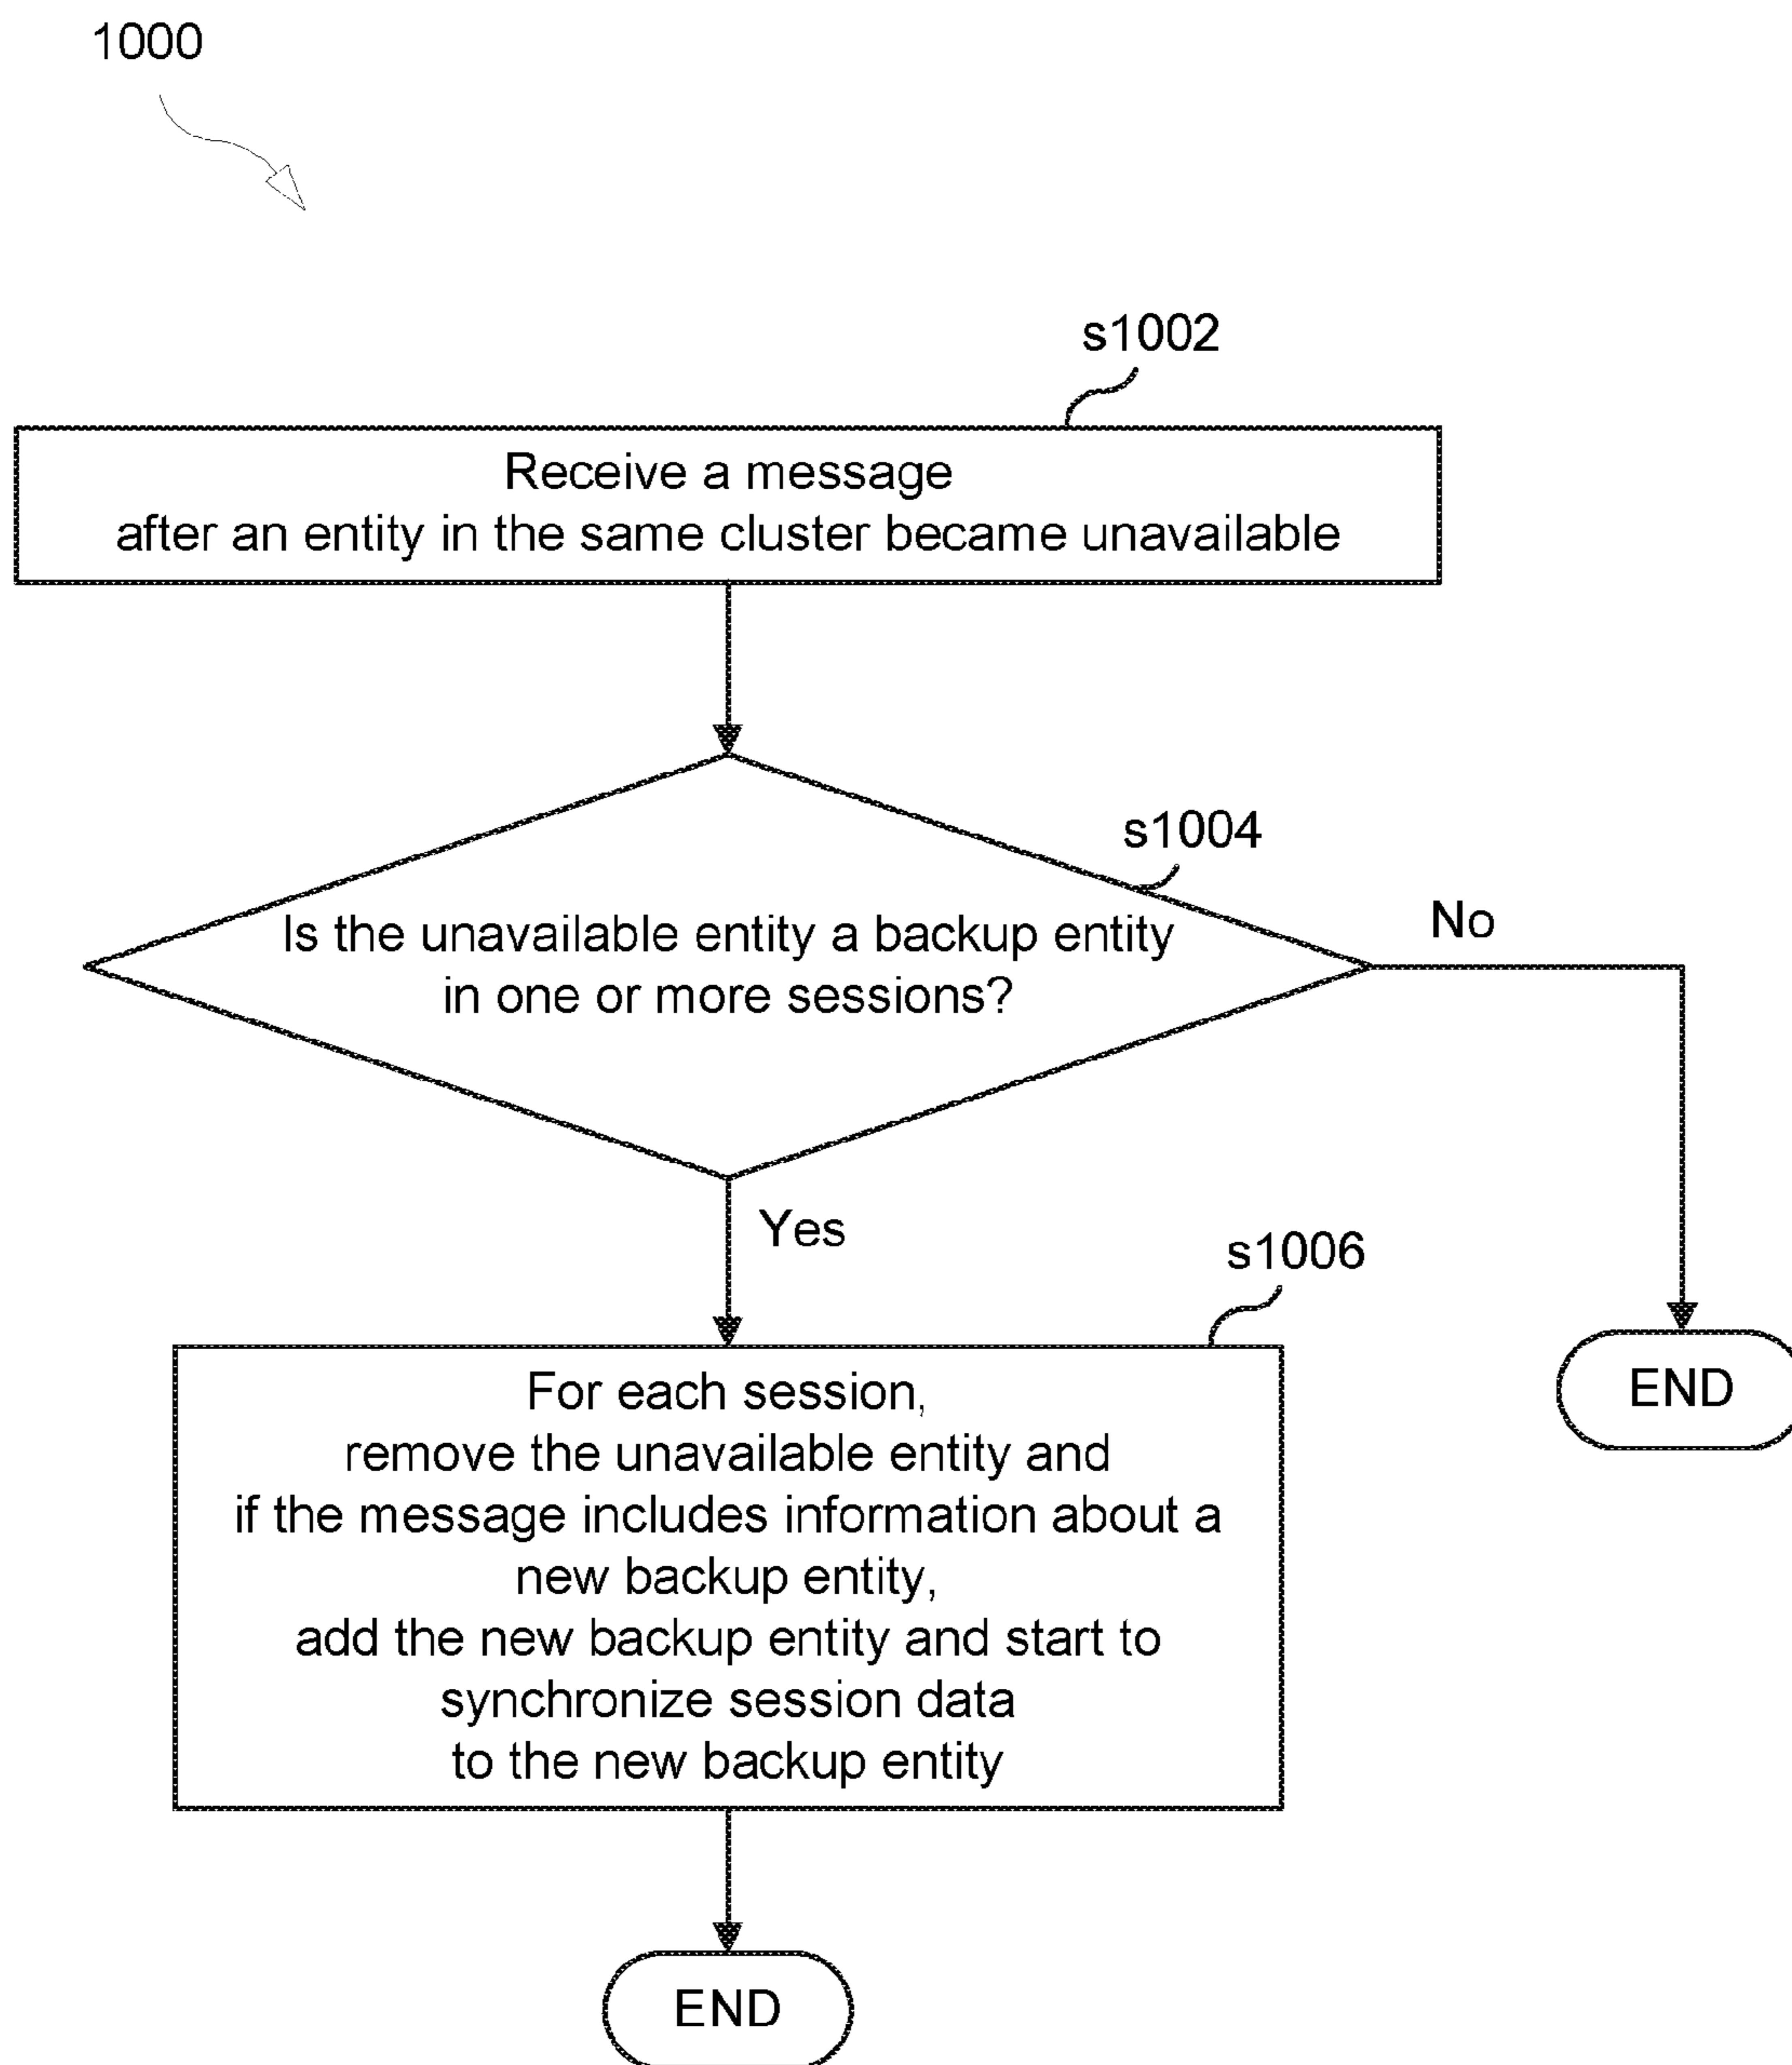 1000
s1002
Receive a message
after an entity in the same cluster became unavailable
s1004
Is the unavailable entity a backup entity
in one or more sessions?
No
Yes
s1006
For each session,
remove the unavailable entity and
if the message includes information about a
new backup entity,
add the new backup entity and start to
synchronize session data
to the new backup entity
END
END